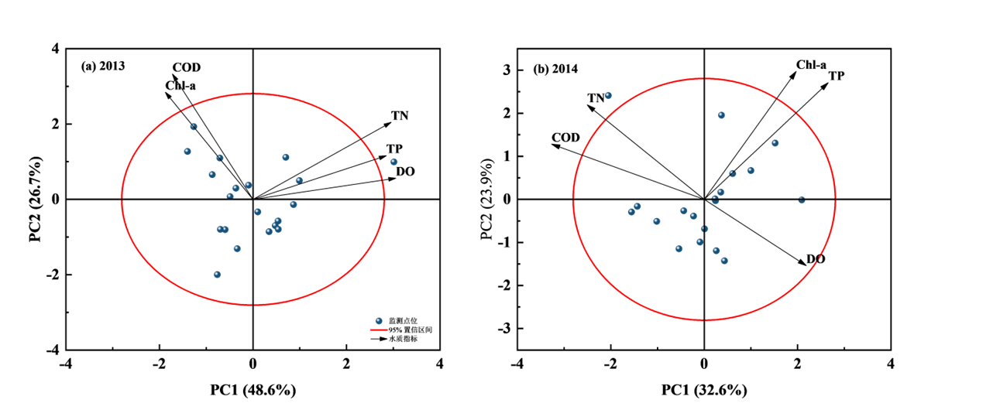 (a) 2013
COD
Chl-a
TN
TP
DO
4
2
0
-2
-4
PC2 (26.7%)
监测点位
95% 置信区间
水质指标
-4
-2
0
2
4
PC1 (48.6%)
(b) 2014
Chl-a
TP
TN
COD
DO
3
2
1
0
-1
-2
-3
PC2 (23.9%)
-4
-2
0
2
4
PC1 (32.6%)